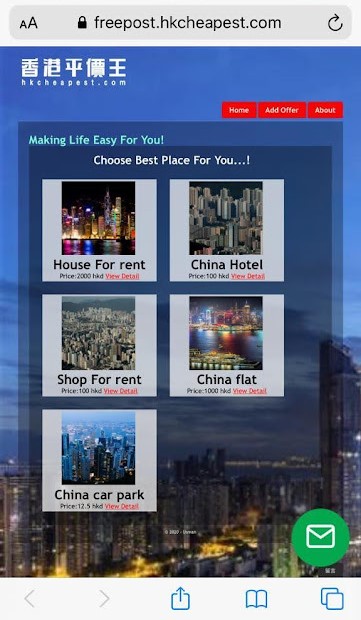 AA freepost.hkcheapest.com
香港平價王
hkcheapest.com
Home Add Offer About
Making Life Easy For You!
Choose Best Place For You...!
House For rent
Price:2000 hkd View Detail
China Hotel
Price:100 hkd View Detail
Shop For rent
Price:100 hkd View Detail
China flat
Price:1000 hkd View Detail
China car park
Price:12.5 hkd View Detail
留言